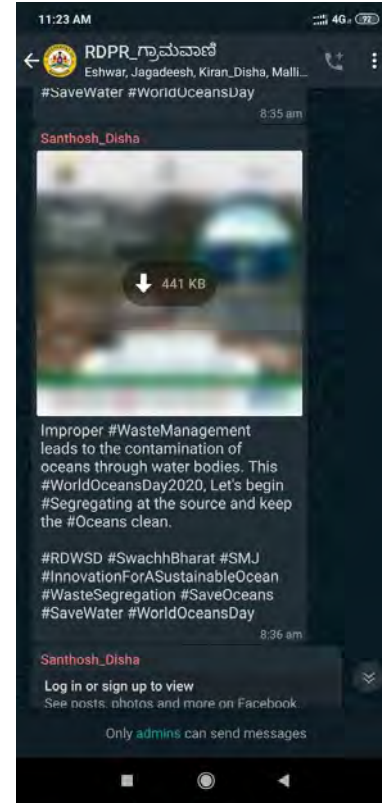 11:23 AM
4G 72
RDPR_ಗ್ರಾಮವಾಣಿ
Eshwar, Jagadeesh, Kiran_Disha, Malli...
#SaveWater #WorldOceansDay
8:35 am
Santhosh_Disha
441 KB
Improper #WasteManagement
leads to the contamination of
oceans through water bodies. This
#WorldOceansDay2020, Let's begin
#Segregating at the source and keep
the #Oceans clean.
#RDWSD #SwachhBharat #SMJ
#InnovationForASustainableOcean
#WasteSegregation #SaveOceans
#SaveWater #WorldOceansDay
8:36 am
Santhosh_Disha
Log in or sign up to view
See posts, photos and more on Facebook.
Only admins can send messages